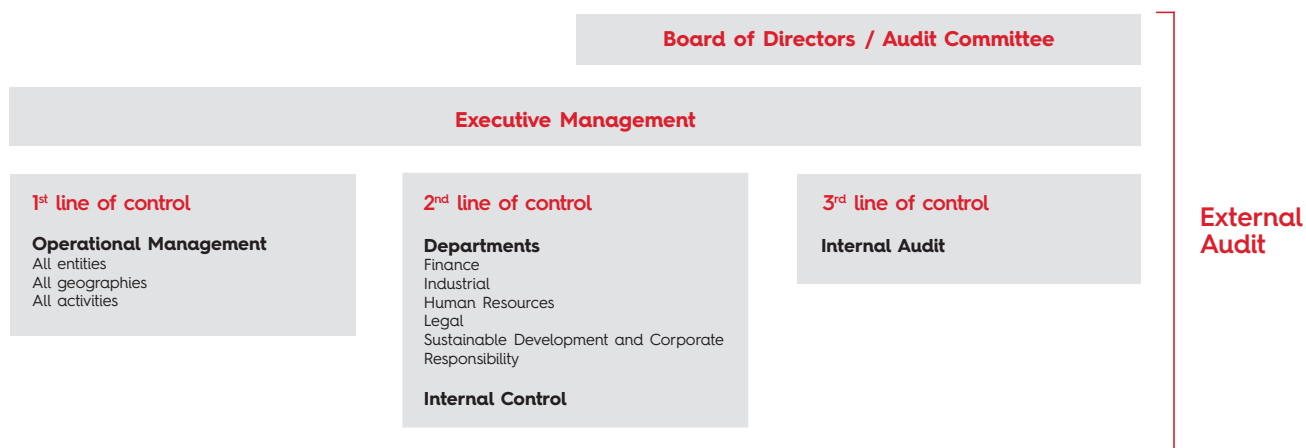 Board of Directors / Audit Committee
Executive Management
1st line of control
Operational Management
All entities
All geographies
All activities
2nd line of control
Departments
Finance
Industrial
Human Resources
Legal
Sustainable Development and Corporate
Responsibility
Internal Control
3rd line of control
Internal Audit
External
Audit